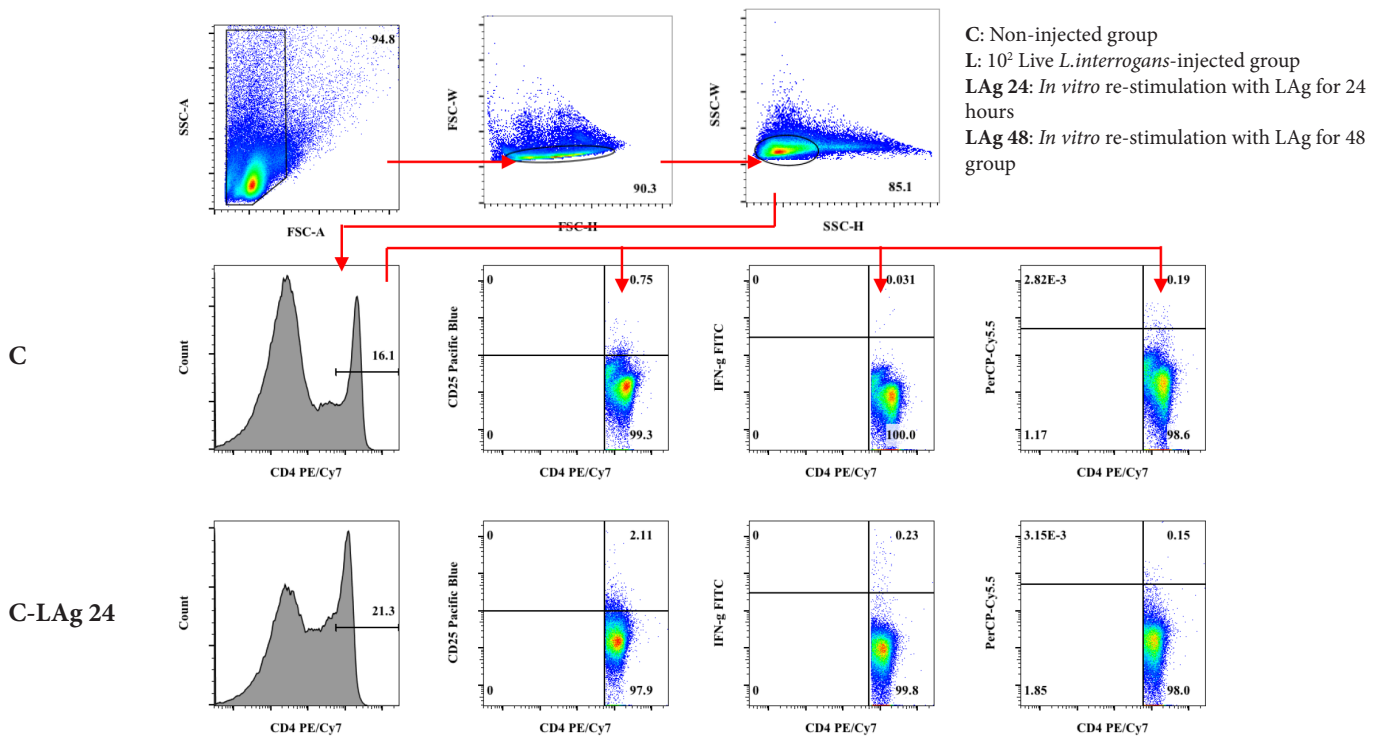 94.8
SSC-A
FSC-A
FSC-W
90.3
FSC-H
SSC-W
85.1
SSC-H
C: Non-injected group
L: 10² Live L.interrogans-injected group
LAg 24: In vitro re-stimulation with LAg for 24
hours
LAg 48: In vitro re-stimulation with LAg for 48
group
C
Count
16.1
CD4 PE/Cy7
CD25 Pacific Blue
0
0.75
0
99.3
CD4 PE/Cy7
IFN-g FITC
0
0.031
0
100.0
CD4 PE/Cy7
PerCP-Cy5.5
2.82E-3
0.19
1.17
98.6
CD4 PE/Cy7
C-LAg 24
Count
21.3
CD4 PE/Cy7
CD25 Pacific Blue
0
2.11
0
97.9
CD4 PE/Cy7
IFN-g FITC
0
0.23
0
99.8
CD4 PE/Cy7
PerCP-Cy5.5
3.15E-3
0.15
1.85
98.0
CD4 PE/Cy7